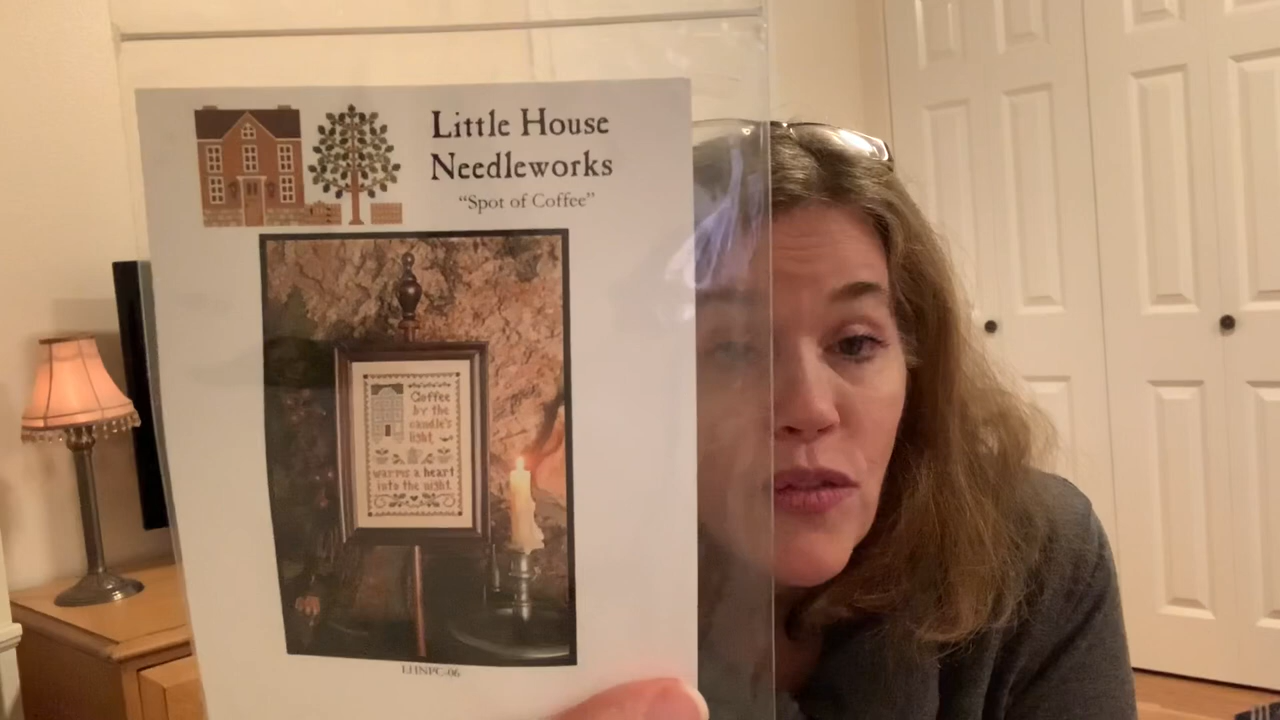 Little House
Needleworks
“Spot of Coffee”
Coffee
by the
candle's
light
warms a heart
into the night.
LHNPC-06